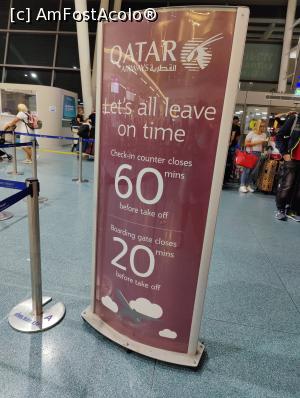 [c] AmFostAcolo®
QATAR
AIRWAYS القطرية
Let's all leave
on time
Check-in counter closes
60 mins
before take off
Boarding gate closes
20 mins
before take off
A